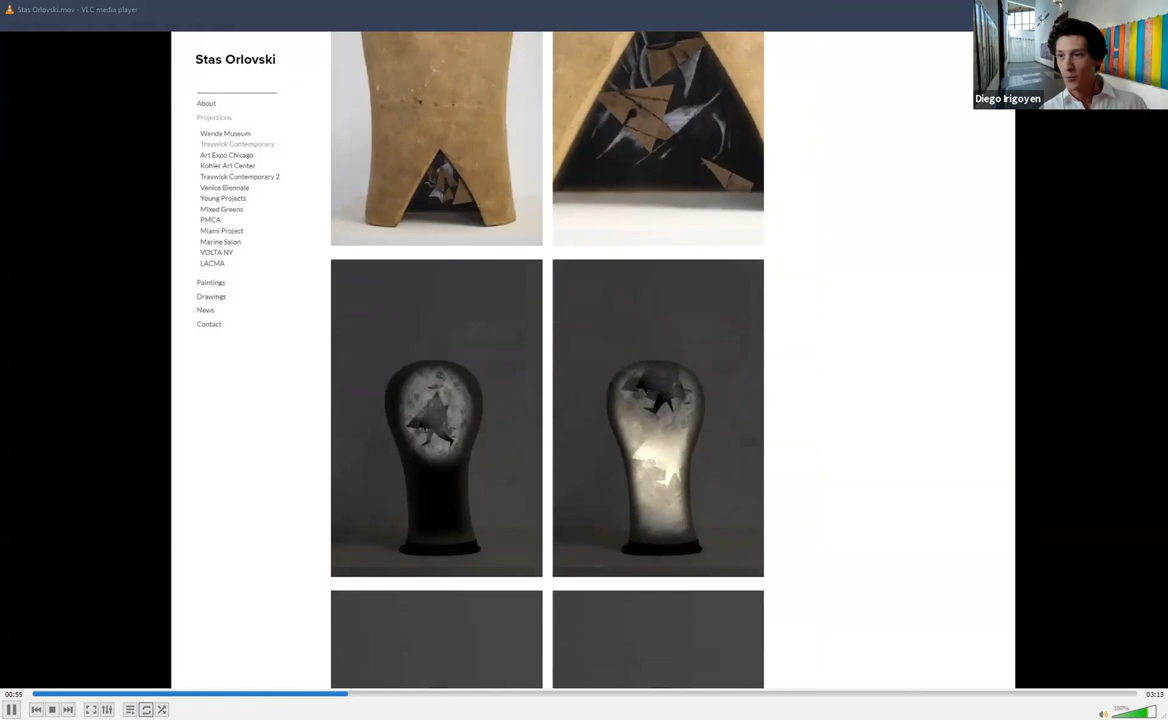 Stas Orlovski.mov - VLC media player
Diego Irigoyen
Stas Orlovski
About
Projections
Wende Museum
Traywick Contemporary
Art Expo Chicago
Kohler Art Center
Traywick Contemporary 2
Venice Biennale
Young Projects
Mixed Greens
PMCA
Miami Project
Marine Salon
VOLTA NY
LACMA
Paintings
Drawings
News
Contact
00:55
03:13
100%